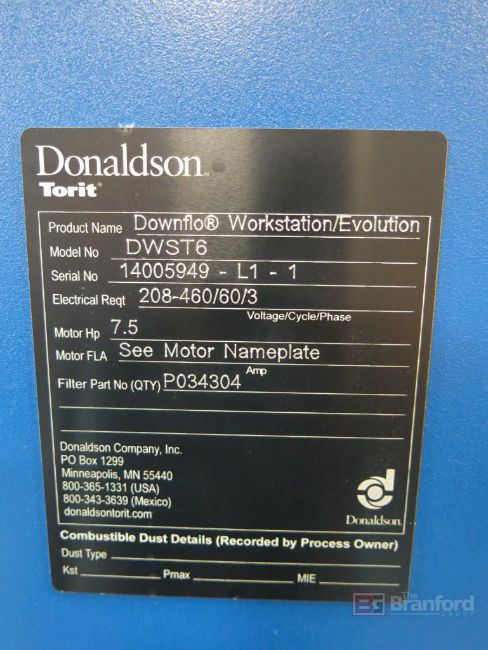 Donaldson
Torit®
Product Name Downflo® Workstation/Evolution
Model No DWST6
Serial No 14005949 - L1 - 1
Electrical Reqt 208-460/60/3
Voltage/Cycle/Phase
Motor Hp 7.5
Motor FLA See Motor Nameplate
Amp
Filter Part No (QTY) P034304
Donaldson Company, Inc.
PO Box 1299
Minneapolis, MN 55440
800-365-1331 (USA)
800-343-3639 (Mexico)
donaldsontorit.com
Donaldson.
Combustible Dust Details (Recorded by Process Owner)
Dust Type
Kst Pmax MIE
BG The Branford GROUP